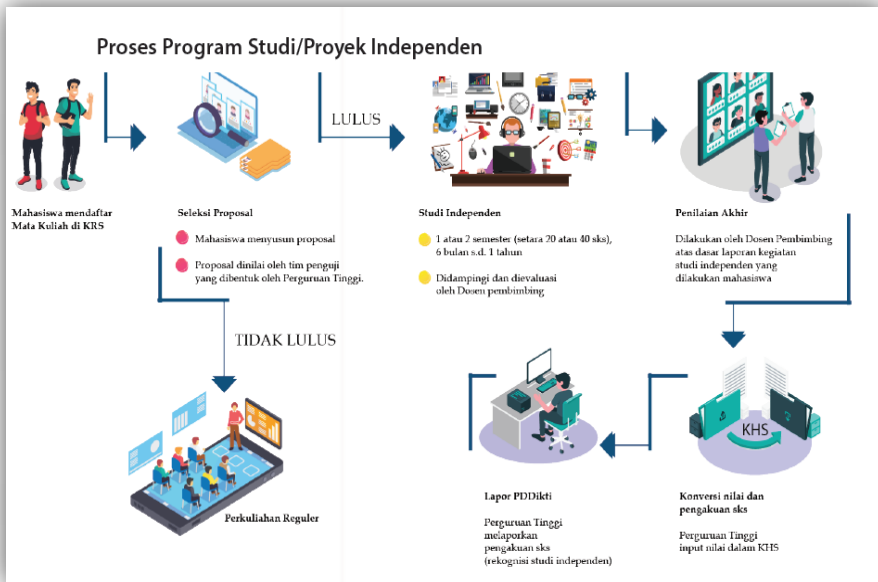 Proses Program Studi/Proyek Independen
LULUS
Mahasiswa mendaftar
Mata Kuliah di KRS
Seleksi Proposal
Mahasiswa menyusun proposal
Proposal dinilai oleh tim penguji
yang dibentuk oleh Perguruan Tinggi.
Studi Independen
1 atau 2 semester (setara 20 atau 40 sks),
6 bulan s.d. 1 tahun
Didampingi dan dievaluasi
oleh Dosen pembimbing
Penilaian Akhir
Dilakukan oleh Dosen Pembimbing
atas dasar laporan kegiatan
studi independen yang
dilakukan mahasiswa
TIDAK LULUS
Perkuliahan Reguler
KHS
Lapor PDDikti
Perguruan Tinggi
melaporkan
pengakuan sks
(rekognisi studi independen)
Konversi nilai dan
pengakuan sks
Perguruan Tinggi
input nilai dalam KHS